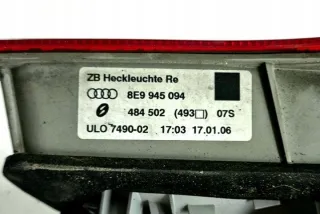 ZB Heckleuchte Re
8E9 945 094
484 502 (493□) 07S
ULO 7490-02 17:03 17.01.06